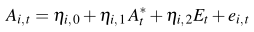 A_{i,t} = η_{i,0} + η_{i,1} A_t^* + η_{i,2} E_t + e_{i,t}